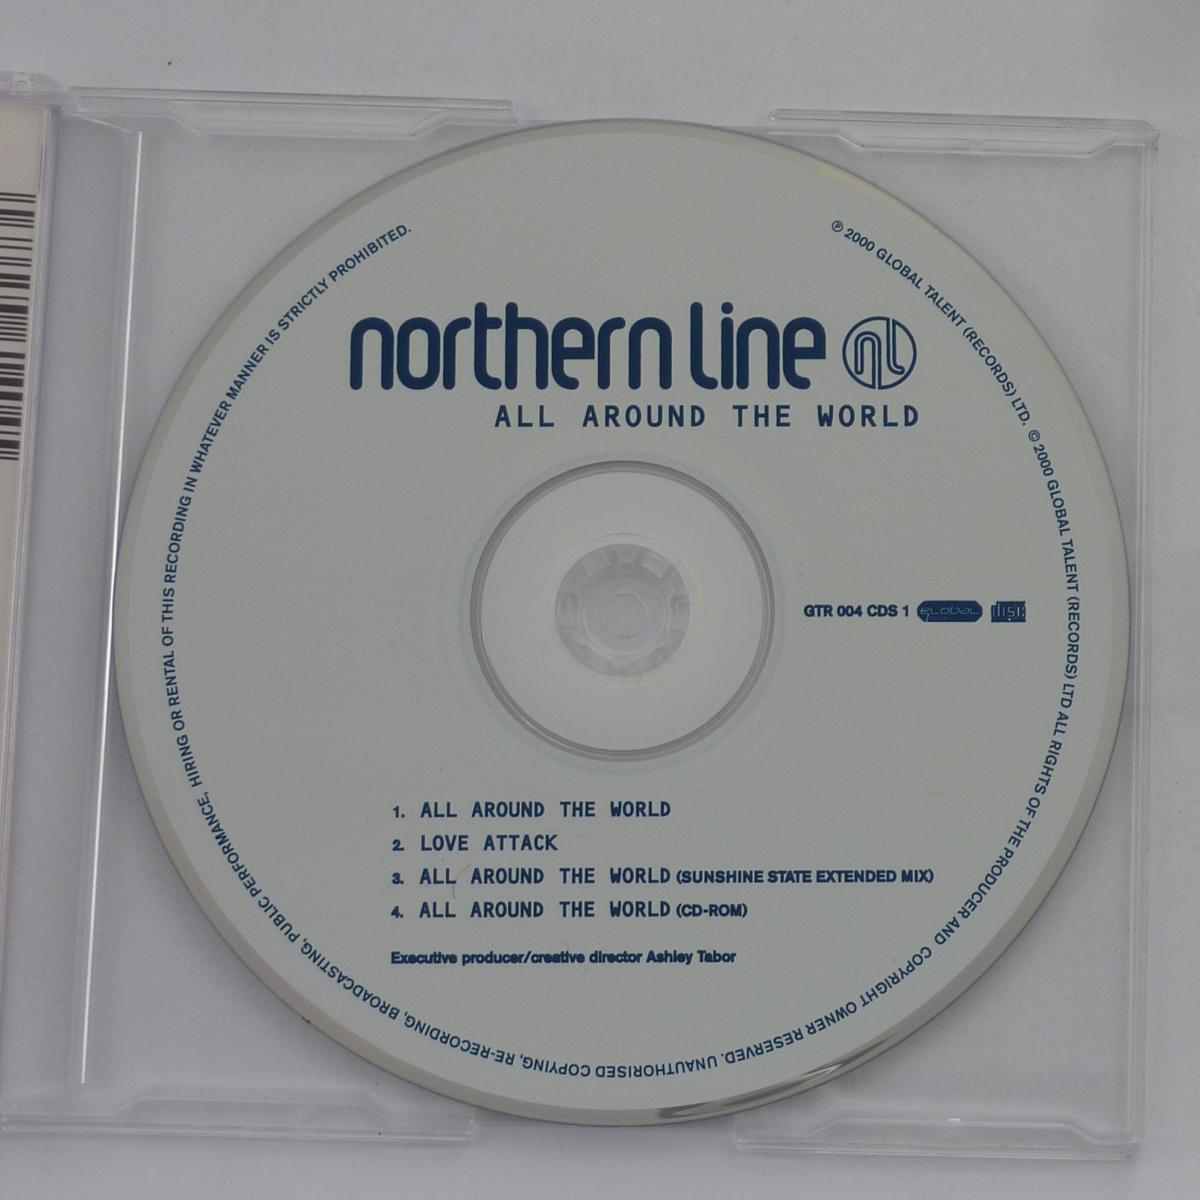 northern line nl
ALL AROUND THE WORLD
℗ 2000 GLOBAL TALENT (RECORDS) LTD. © 2000 GLOBAL TALENT (RECORDS) LTD ALL RIGHTS OF THE PRODUCER AND COPYRIGHT OWNER RESERVED. UNAUTHORISED COPYING, RE-RECORDING, BROADCASTING, PUBLIC PERFORMANCE, HIRING OR RENTAL OF THIS RECORDING IN WHATEVER MANNER IS STRICTLY PROHIBITED.
GTR 004 CDS 1 GLOBAL disc
1. ALL AROUND THE WORLD
2. LOVE ATTACK
3. ALL AROUND THE WORLD (SUNSHINE STATE EXTENDED MIX)
4. ALL AROUND THE WORLD (CD-ROM)
Executive producer/creative director Ashley Tabor